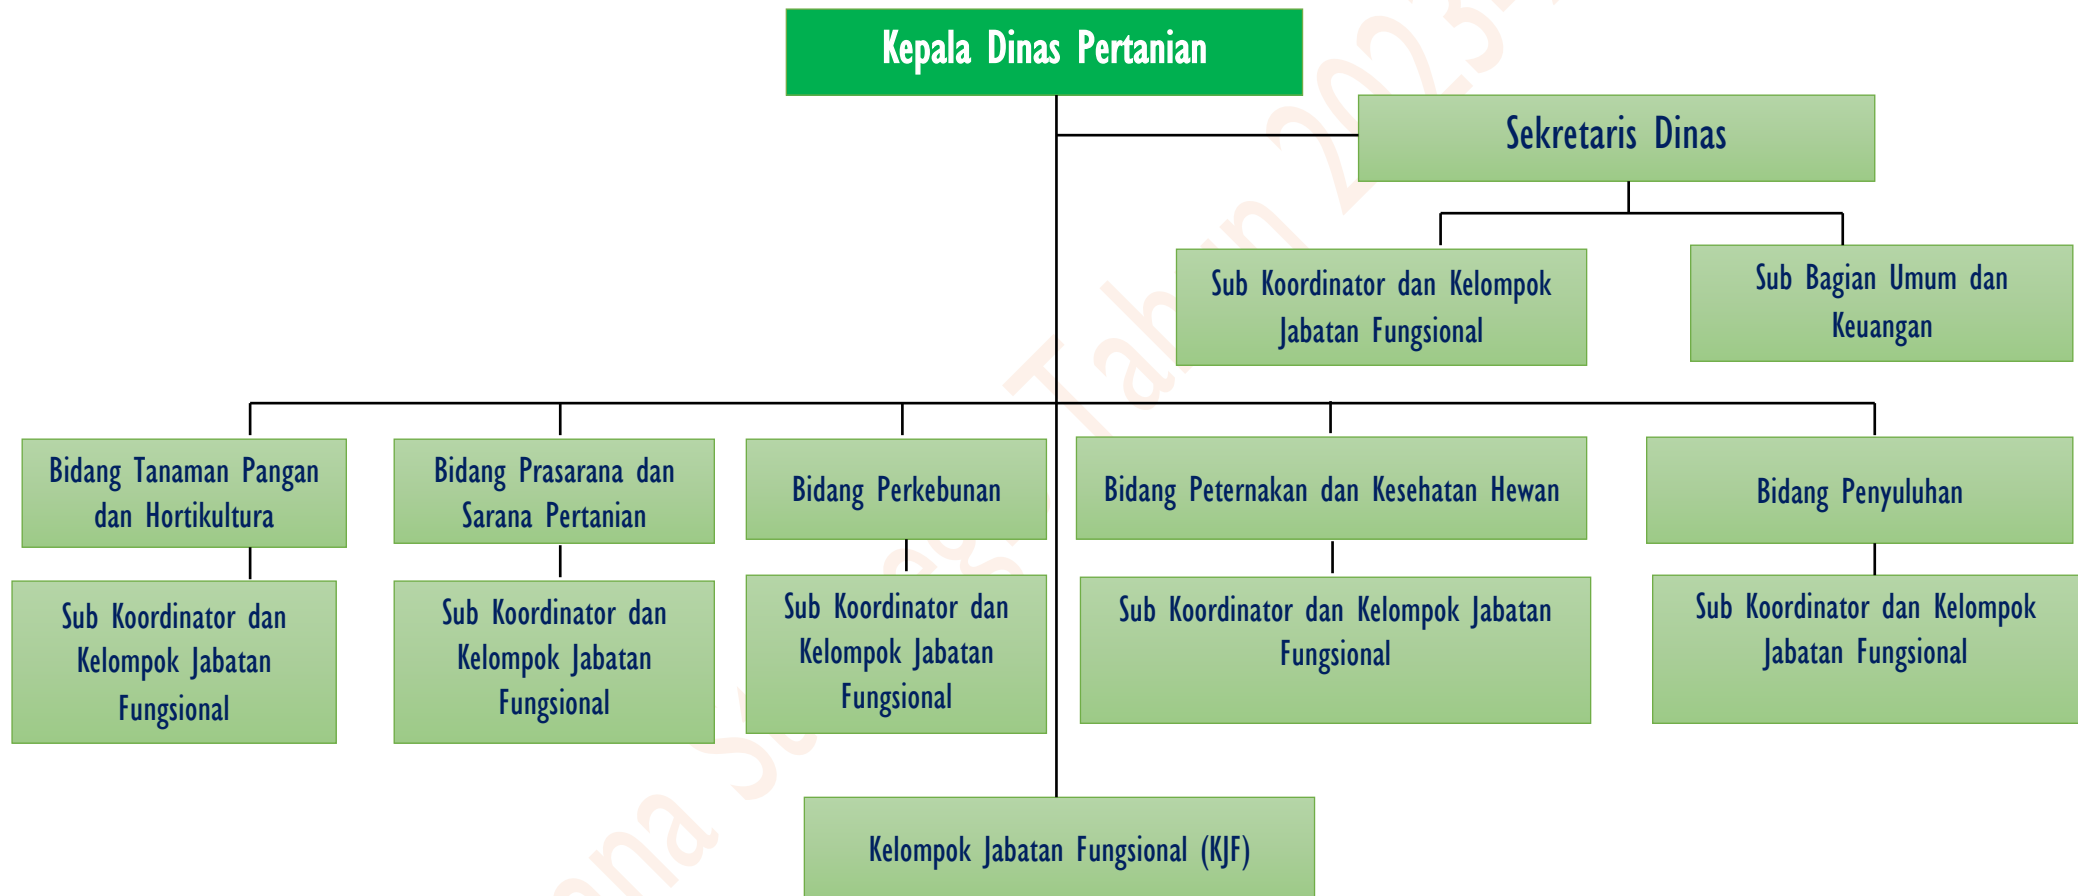 Kepala Dinas Pertanian
Sekretaris Dinas
Sub Koordinator dan Kelompok
Jabatan Fungsional
Sub Bagian Umum dan
Keuangan
Bidang Tanaman Pangan
dan Hortikultura
Bidang Prasarana dan
Sarana Pertanian
Bidang Perkebunan
Bidang Peternakan dan Kesehatan Hewan
Bidang Penyuluhan
Sub Koordinator dan
Kelompok Jabatan
Fungsional
Sub Koordinator dan
Kelompok Jabatan
Fungsional
Sub Koordinator dan
Kelompok Jabatan
Fungsional
Sub Koordinator dan Kelompok Jabatan
Fungsional
Sub Koordinator dan Kelompok
Jabatan Fungsional
Kelompok Jabatan Fungsional (KJF)
Tahun 2023-